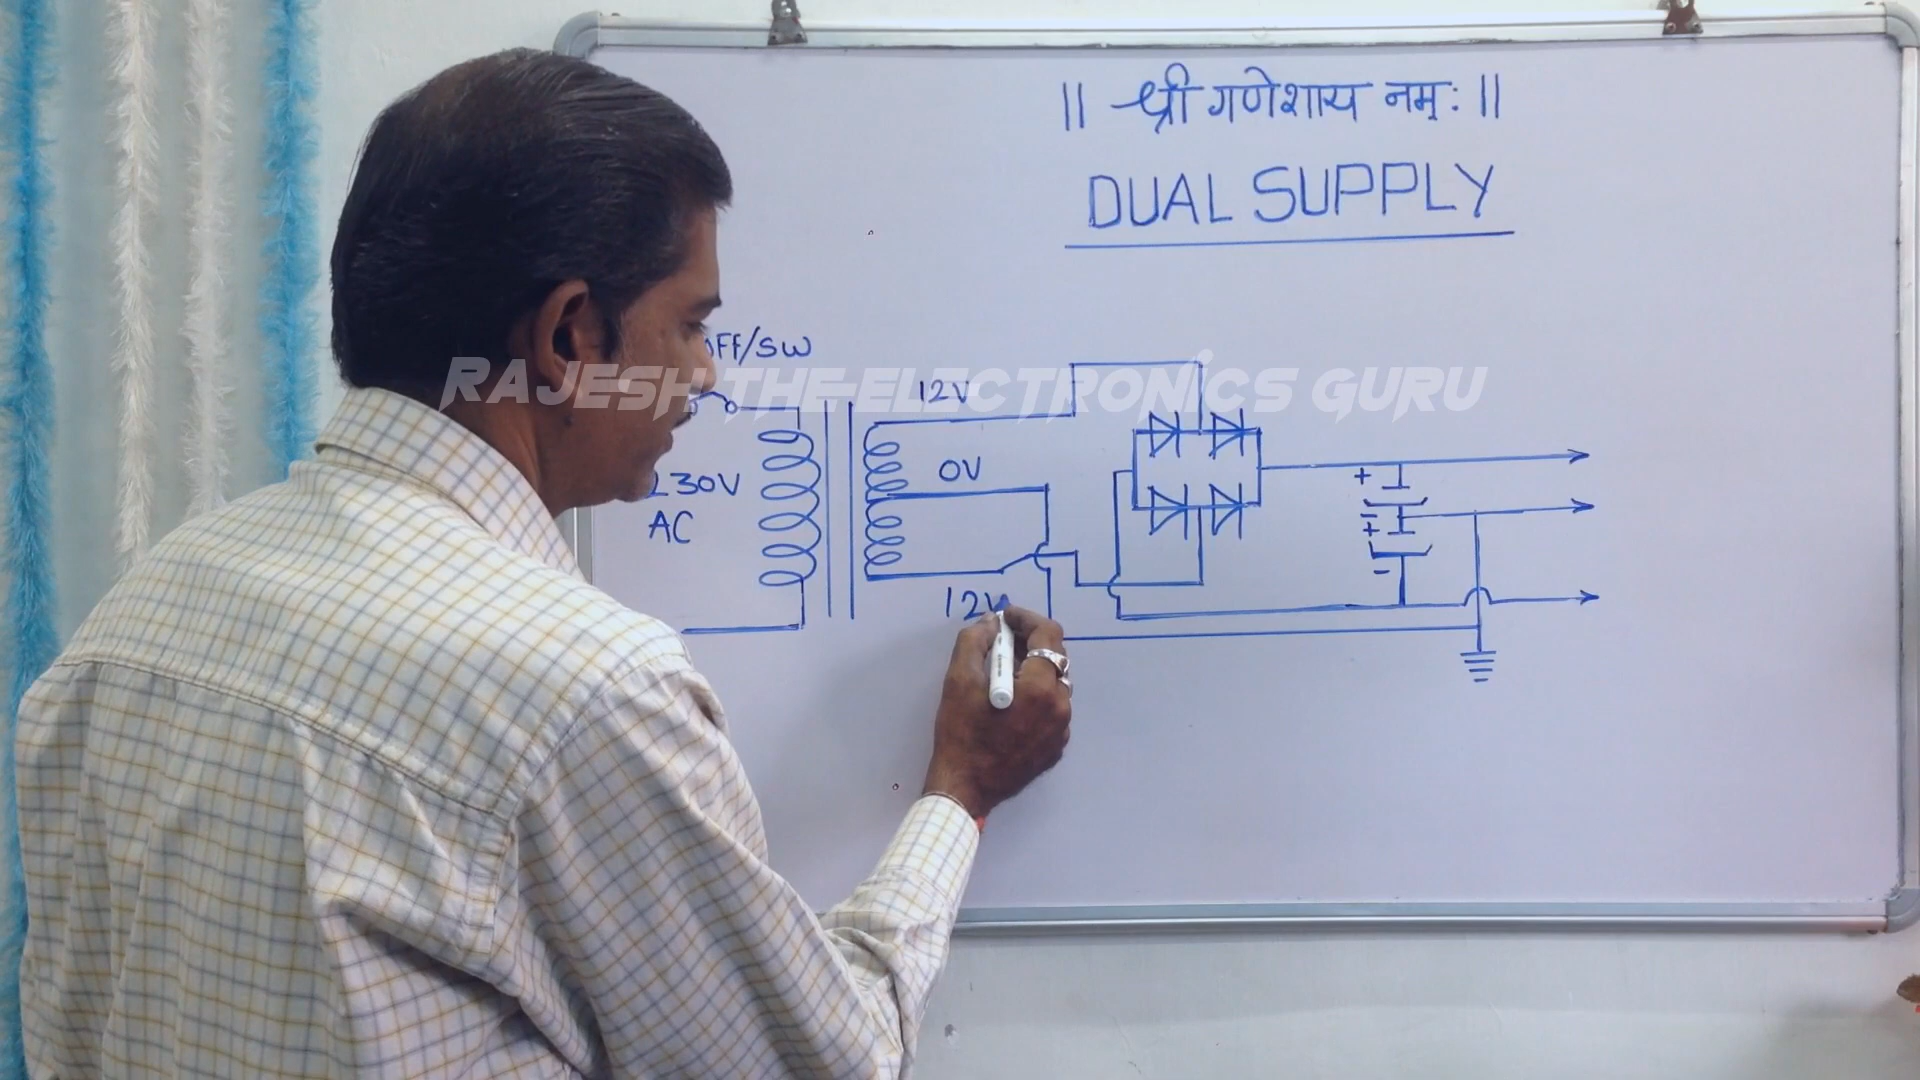 || श्री गणेशाय नमः ||
DUAL SUPPLY
OFF/SW
RAJESH THE ELECTRONICS GURU
12V
0V
230V
AC
12V
+
-
+
-